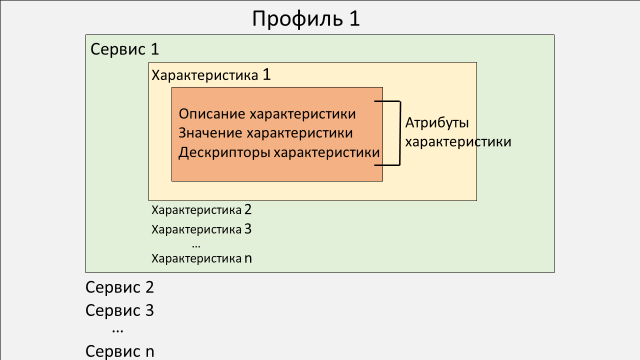 Профиль 1
Сервис 1
Характеристика 1
Описание характеристики
Значение характеристики
Дескрипторы характеристики
Атрибуты
характеристики
Характеристика 2
Характеристика 3
...
Характеристика n
Сервис 2
Сервис 3
...
Сервис n